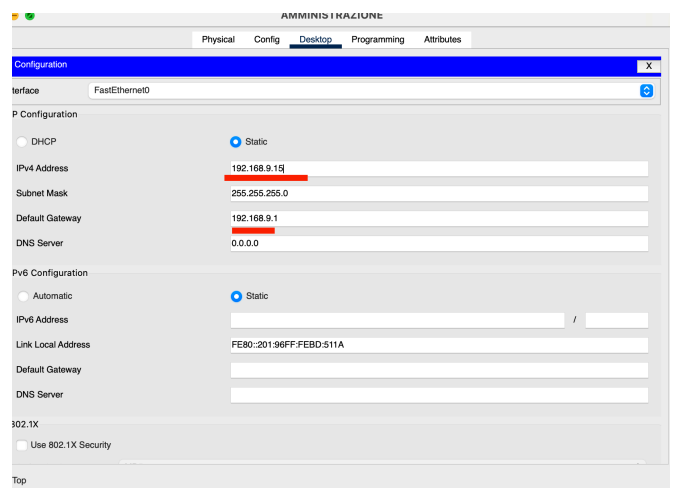 AMMINISTRAZIONE
Physical Config Desktop Programming Attributes
Configuration X
terface FastEthernet0
P Configuration
DHCP Static
IPv4 Address 192.168.9.15
Subnet Mask 255.255.255.0
Default Gateway 192.168.9.1
DNS Server 0.0.0.0
Pv6 Configuration
Automatic Static
IPv6 Address /
Link Local Address FE80::201:96FF:FEBD:511A
Default Gateway
DNS Server
802.1X
Use 802.1X Security
Top